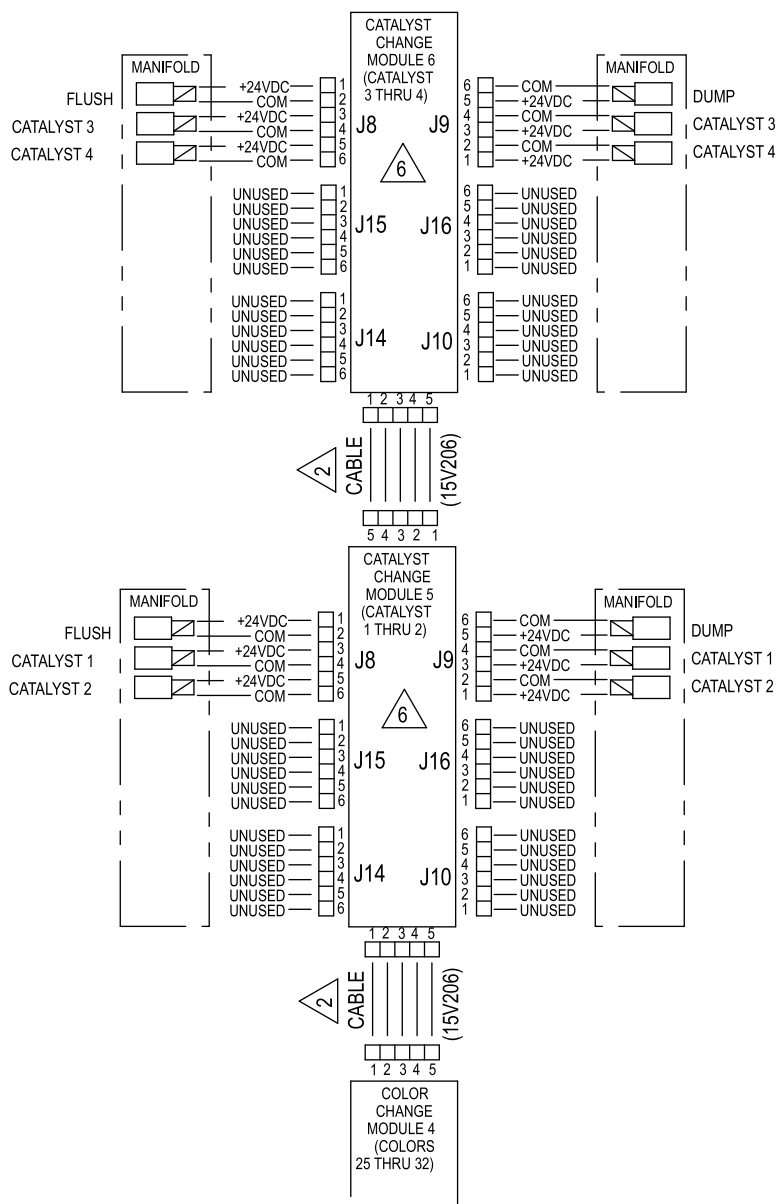 CATALYST
CHANGE
MODULE 6
(CATALYST
3 THRU 4)
MANIFOLD
FLUSH
CATALYST 3
CATALYST 4
+24VDC 1
COM 2
+24VDC 3
COM 4
+24VDC 5
COM 6
J8 J9
6
6 COM
5 +24VDC
4 COM
3 +24VDC
2 COM
1 +24VDC
MANIFOLD
DUMP
CATALYST 3
CATALYST 4
UNUSED 1
UNUSED 2
UNUSED 3
UNUSED 4
UNUSED 5
UNUSED 6
J15 J16
6 UNUSED
5 UNUSED
4 UNUSED
3 UNUSED
2 UNUSED
1 UNUSED
UNUSED 1
UNUSED 2
UNUSED 3
UNUSED 4
UNUSED 5
UNUSED 6
J14 J10
6 UNUSED
5 UNUSED
4 UNUSED
3 UNUSED
2 UNUSED
1 UNUSED
1 2 3 4 5
2
CABLE
(15V206)
5 4 3 2 1
CATALYST
CHANGE
MODULE 5
(CATALYST
1 THRU 2)
MANIFOLD
FLUSH
CATALYST 1
CATALYST 2
+24VDC 1
COM 2
+24VDC 3
COM 4
+24VDC 5
COM 6
J8 J9
6
6 COM
5 +24VDC
4 COM
3 +24VDC
2 COM
1 +24VDC
MANIFOLD
DUMP
CATALYST 1
CATALYST 2
UNUSED 1
UNUSED 2
UNUSED 3
UNUSED 4
UNUSED 5
UNUSED 6
J15 J16
6 UNUSED
5 UNUSED
4 UNUSED
3 UNUSED
2 UNUSED
1 UNUSED
UNUSED 1
UNUSED 2
UNUSED 3
UNUSED 4
UNUSED 5
UNUSED 6
J14 J10
6 UNUSED
5 UNUSED
4 UNUSED
3 UNUSED
2 UNUSED
1 UNUSED
1 2 3 4 5
2
CABLE
(15V206)
1 2 3 4 5
COLOR
CHANGE
MODULE 4
(COLORS
25 THRU 32)